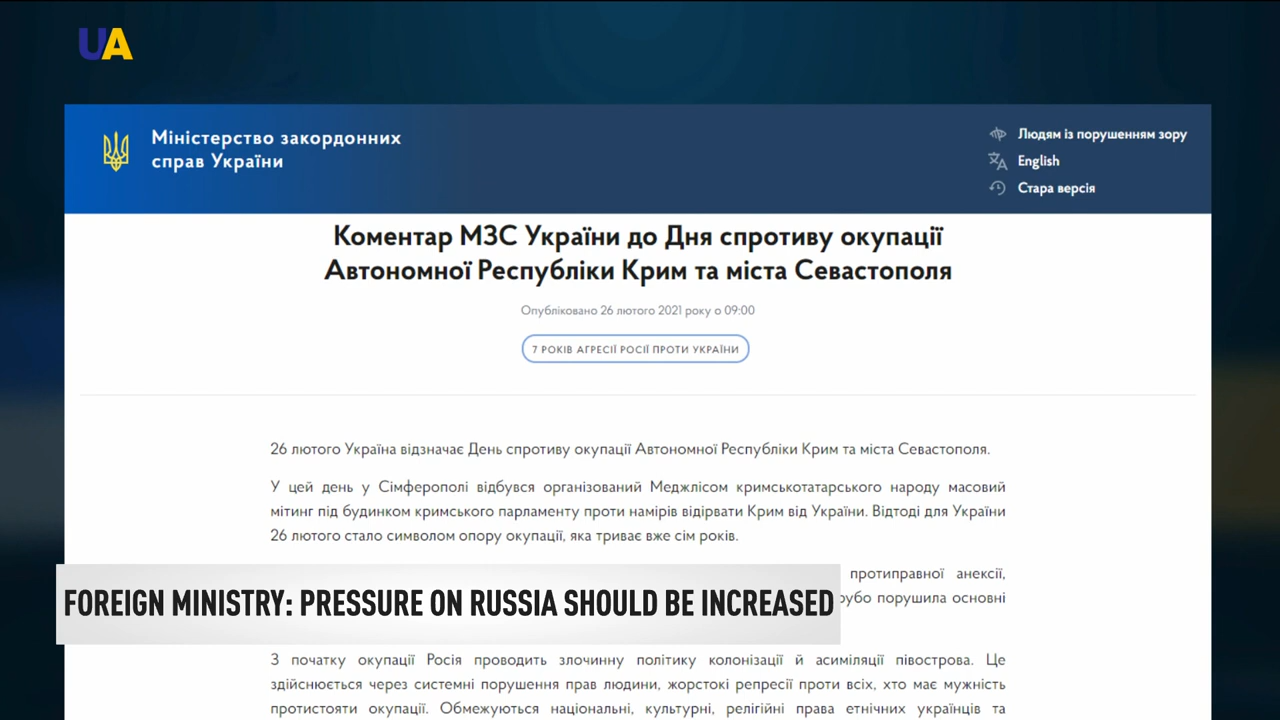 UA
Міністерство закордонних
справ України
Людям із порушенням зору
English
Стара версія
Коментар МЗС України до Дня спротиву окупації
Автономної Республіки Крим та міста Севастополя
Опубліковано 26 лютого 2021 року о 09:00
7 РОКІВ АГРЕСІЇ РОСІЇ ПРОТИ УКРАЇНИ
26 лютого Україна відзначає День спротиву окупації Автономної Республіки Крим та міста Севастополя.
У цей день у Сімферополі відбувся організований Меджлісом кримськотатарського народу масовий
мітинг під будинком кримського парламенту проти намірів відірвати Крим від України. Відтоді для України
26 лютого стало символом опору окупації, яка триває вже сім років.
протиправної анексії,
порушила основні
FOREIGN MINISTRY: PRESSURE ON RUSSIA SHOULD BE INCREASED
З початку окупації Росія проводить злочинну політику колонізації й асиміляції півострова. Це
здійснюється через системні порушення прав людини, жорстокі репресії проти всіх, хто має мужність
протистояти окупації. Обмежуються національні, культурні, релігійні права етнічних українців та